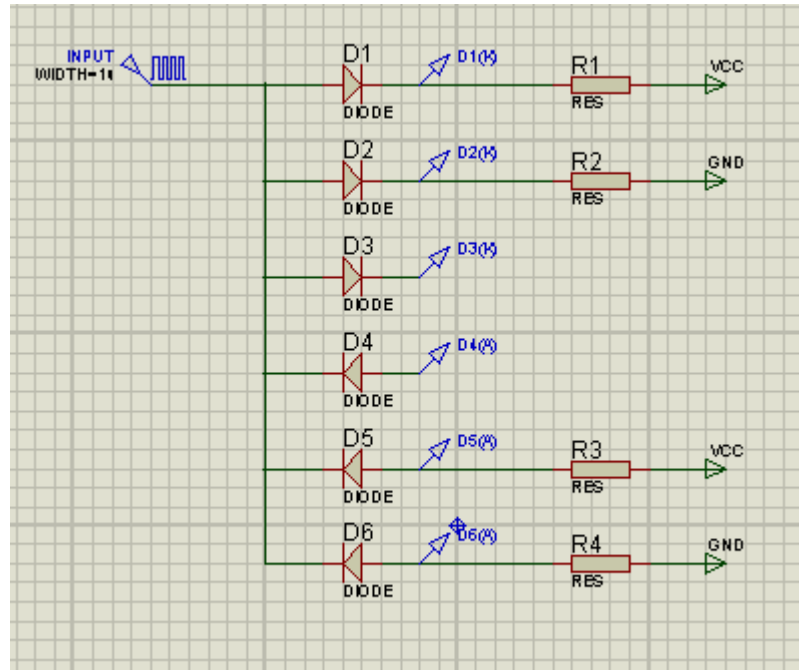 INPUT
D1
D1(K)
R1
VCC
DIODE
RES
D2
D2(K)
R2
GND
DIODE
RES
D3
D3(K)
DIODE
D4
D4(A)
DIODE
D5
D5(A)
R3
VCC
DIODE
RES
D6
D6(A)
R4
GND
DIODE
RES